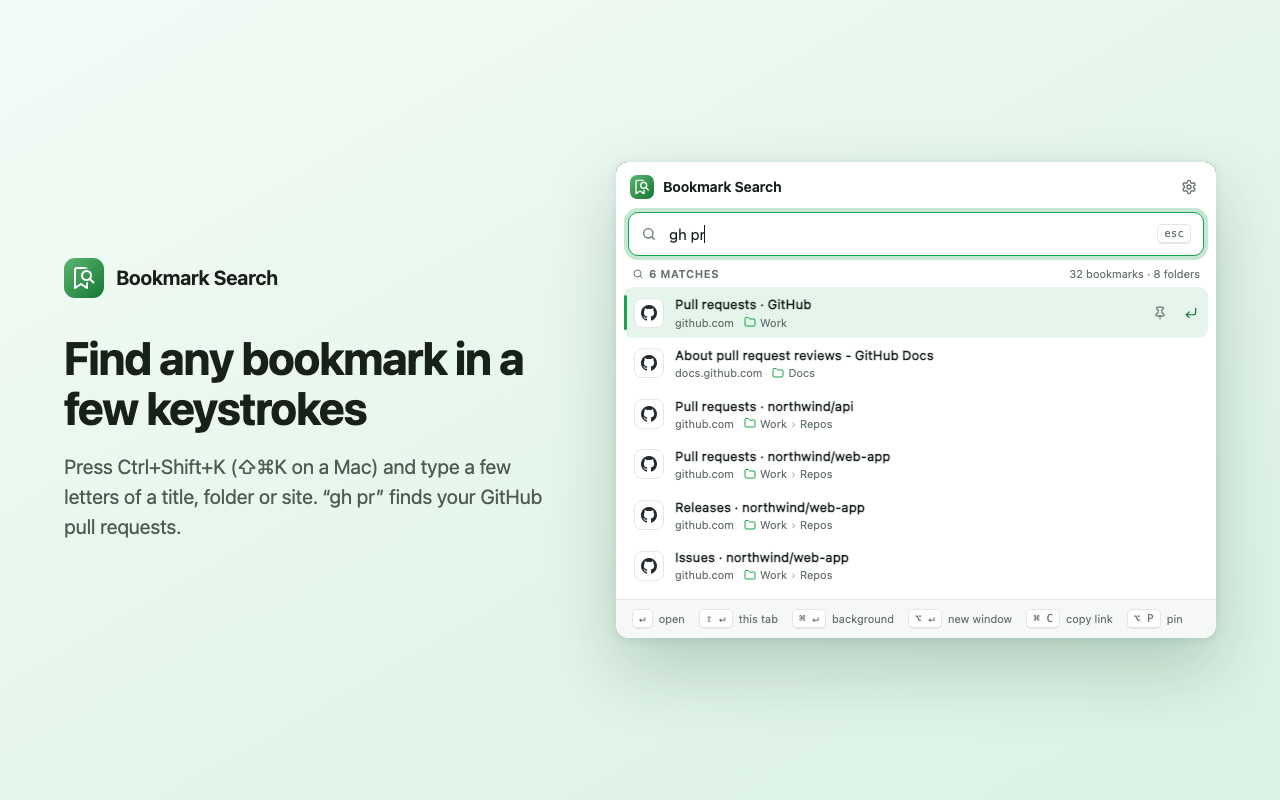 Bookmark Search
Find any bookmark in a
few keystrokes
Press Ctrl+Shift+K (⇧⌘K on a Mac) and type a few
letters of a title, folder or site. “gh pr” finds your GitHub
pull requests.
Bookmark Search
gh pr
esc
6 MATCHES
32 bookmarks · 8 folders
Pull requests · GitHub
github.com Work
About pull request reviews - GitHub Docs
docs.github.com Docs
Pull requests · northwind/api
github.com Work › Repos
Pull requests · northwind/web-app
github.com Work › Repos
Releases · northwind/web-app
github.com Work › Repos
Issues · northwind/web-app
github.com Work › Repos
↵ open ⇧ ↵ this tab ⌘ ↵ background ⌥ ↵ new window ⌘ C copy link ⌥ P pin